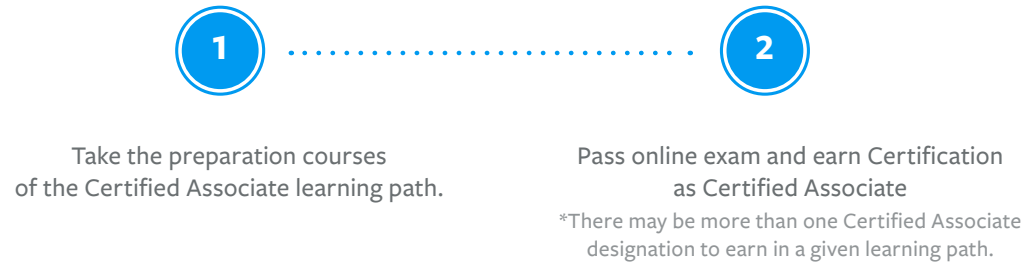 1
Take the preparation courses
of the Certified Associate learning path.
2
Pass online exam and earn Certification
as Certified Associate
*There may be more than one Certified Associate
designation to earn in a given learning path.